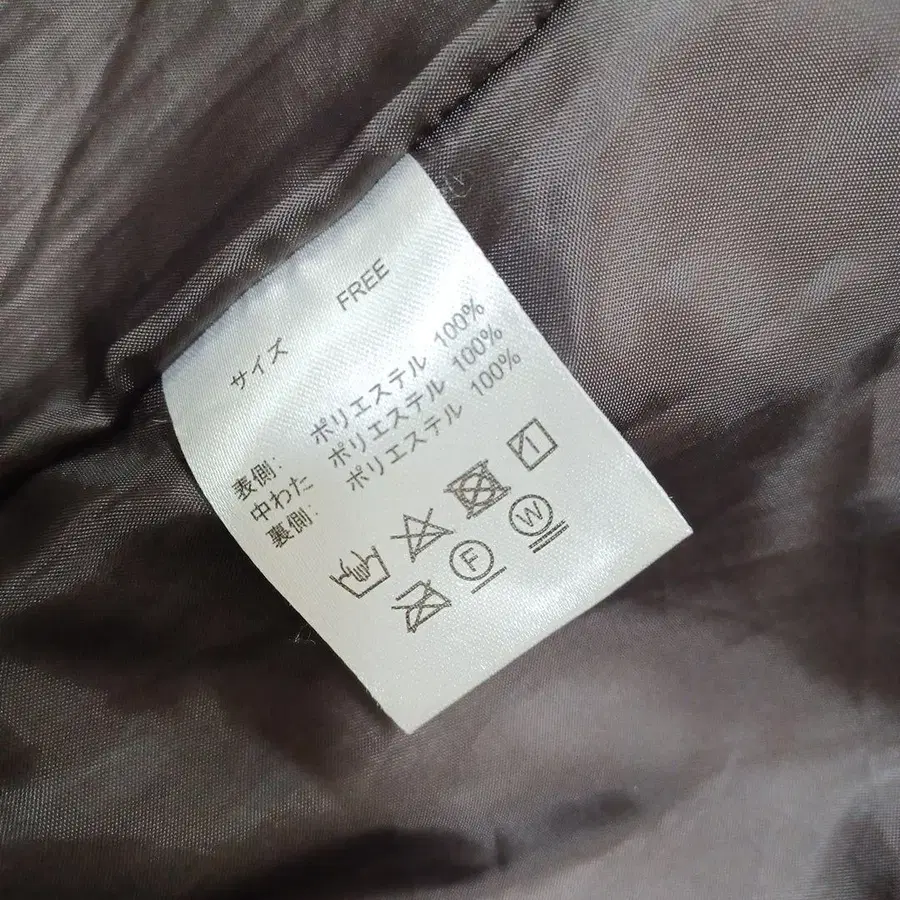 サイズ FREE
表側: ポリエステル 100%
中わた ポリエステル 100%
裏側: ポリエステル 100%
F W